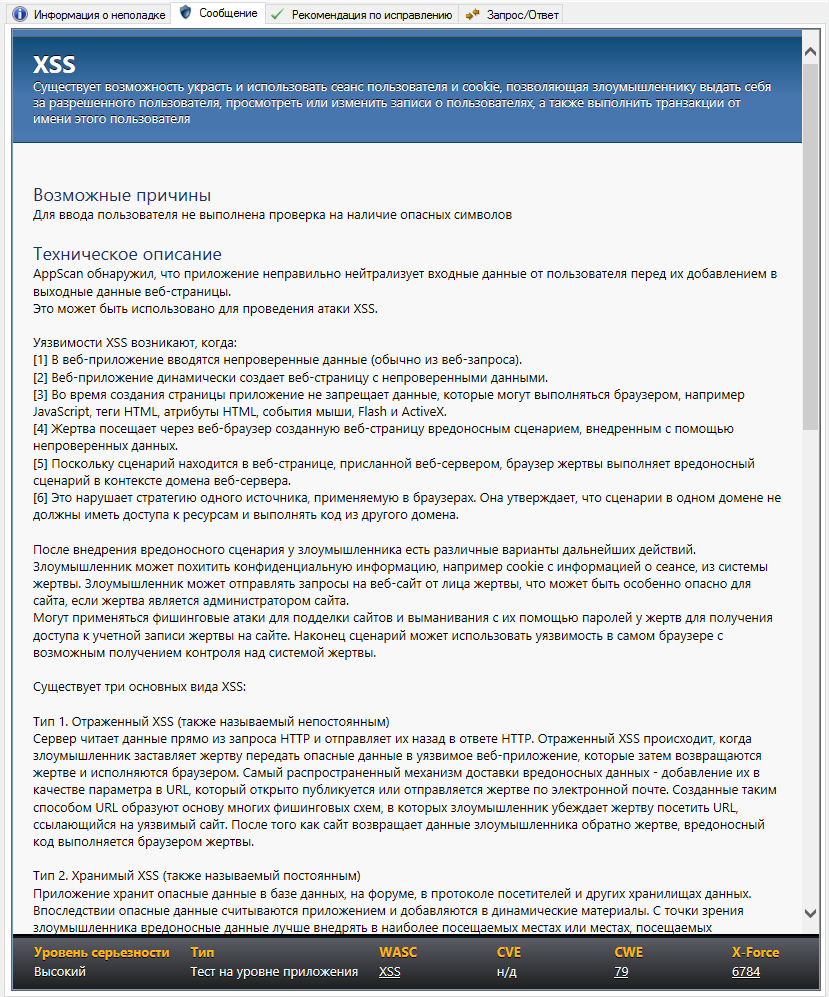 Информация о неполадке
Сообщение
Рекомендация по исправлению
Запрос/Ответ
XSS
Существует возможность украсть и использовать сеанс пользователя и cookie, позволяющая злоумышленнику выдать себя
за разрешенного пользователя, просмотреть или изменить записи о пользователях, а также выполнить транзакции от
имени этого пользователя
Возможные причины
Для ввода пользователя не выполнена проверка на наличие опасных символов
Техническое описание
AppScan обнаружил, что приложение неправильно нейтрализует входные данные от пользователя перед их добавлением в
выходные данные веб-страницы.
Это может быть использовано для проведения атаки XSS.
Уязвимости XSS возникают, когда:
[1] В веб-приложение вводятся непроверенные данные (обычно из веб-запроса).
[2] Веб-приложение динамически создает веб-страницу с непроверенными данными.
[3] Во время создания страницы приложение не запрещает данные, которые могут выполняться браузером, например
JavaScript, теги HTML, атрибуты HTML, события мыши, Flash и ActiveX.
[4] Жертва посещает через веб-браузер созданную веб-страницу вредоносным сценарием, внедренным с помощью
непроверенных данных.
[5] Поскольку сценарий находится в веб-странице, присланной веб-сервером, браузер жертвы выполняет вредоносный
сценарий в контексте домена веб-сервера.
[6] Это нарушает стратегию одного источника, применяемую в браузерах. Она утверждает, что сценарии в одном домене не
должны иметь доступа к ресурсам и выполнять код из другого домена.
После внедрения вредоносного сценария у злоумышленника есть различные варианты дальнейших действий.
Злоумышленник может похитить конфиденциальную информацию, например cookie с информацией о сеансе, из системы
жертвы. Злоумышленник может отправлять запросы на веб-сайт от лица жертвы, что может быть особенно опасно для
сайта, если жертва является администратором сайта.
Могут применяться фишинговые атаки для подделки сайтов и выманивания с их помощью паролей у жертв для получения
доступа к учетной записи жертвы на сайте. Наконец сценарий может использовать уязвимость в самом браузере с
возможным получением контроля над системой жертвы.
Существует три основных вида XSS:
Тип 1. Отраженный XSS (также называемый непостоянным)
Сервер читает данные прямо из запроса HTTP и отправляет их назад в ответе HTTP. Отраженный XSS происходит, когда
злоумышленник заставляет жертву передать опасные данные в уязвимое веб-приложение, которые затем возвращаются
жертве и исполняются браузером. Самый распространенный механизм доставки вредоносных данных - добавление их в
качестве параметра в URL, который открыто публикуется или отправляется жертве по электронной почте. Созданные таким
способом URL образуют основу многих фишинговых схем, в которых злоумышленник убеждает жертву посетить URL,
ссылающийся на уязвимый сайт. После того как сайт возвращает данные злоумышленника обратно жертве, вредоносный
код выполняется браузером жертвы.
Тип 2. Хранимый XSS (также называемый постоянным)
Приложение хранит опасные данные в базе данных, на форуме, в протоколе посетителей и других хранилищах данных.
Впоследствии опасные данные считываются приложением и добавляются в динамические материалы. С точки зрения
злоумышленника вредоносные данные лучше внедрять в наиболее посещаемых местах или местах, посещаемых
Уровень серьезности Тип WASC CVE CWE X-Force
Высокий Тест на уровне приложения XSS н/д 79 6784